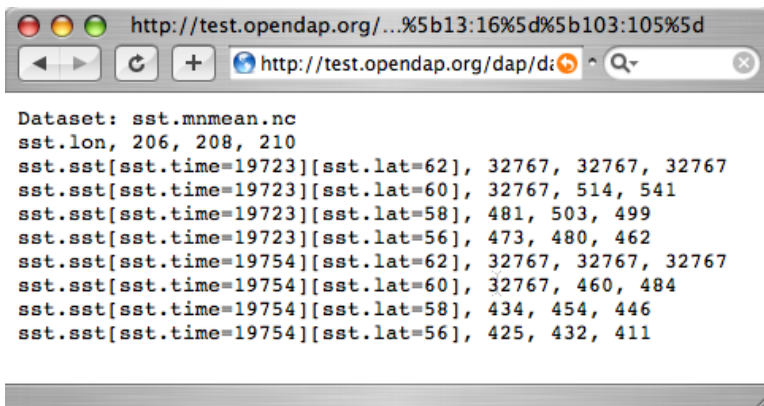 http://test.opendap.org/...%5b13:16%5d%5b103:105%5d
http://test.opendap.org/dap/da
Dataset: sst.mnmean.nc
sst.lon, 206, 208, 210
sst.sst[sst.time=19723][sst.lat=62], 32767, 32767, 32767
sst.sst[sst.time=19723][sst.lat=60], 32767, 514, 541
sst.sst[sst.time=19723][sst.lat=58], 481, 503, 499
sst.sst[sst.time=19723][sst.lat=56], 473, 480, 462
sst.sst[sst.time=19754][sst.lat=62], 32767, 32767, 32767
sst.sst[sst.time=19754][sst.lat=60], 32767, 460, 484
sst.sst[sst.time=19754][sst.lat=58], 434, 454, 446
sst.sst[sst.time=19754][sst.lat=56], 425, 432, 411